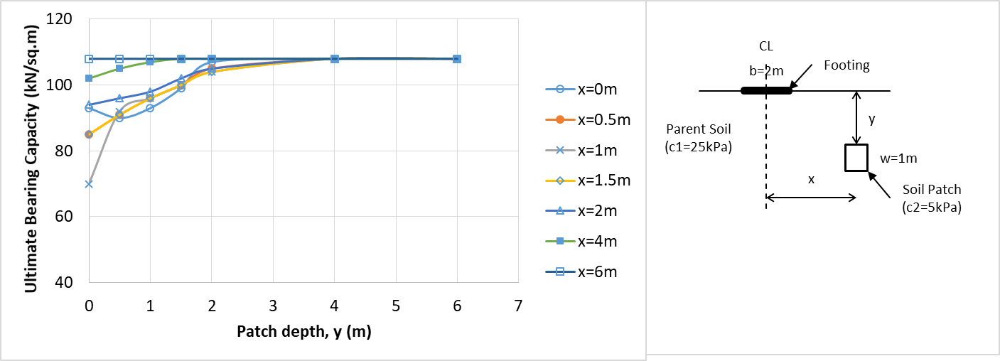 Ultimate Bearing Capacity (kN/sq.m)
120
100
80
60
40
0 1 2 3 4 5 6 7
Patch depth, y (m)
x=0m
x=0.5m
x=1m
x=1.5m
x=2m
x=4m
x=6m
CL
b=2m
Footing
Parent Soil
(c1=25kPa)
y
w=1m
x
Soil Patch
(c2=5kPa)